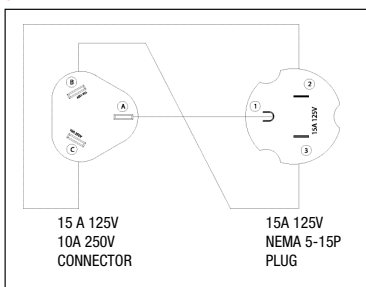 B
A
C
1
2
3
15A 125V
15 A 125V
10A 250V
CONNECTOR
15A 125V
NEMA 5-15P
PLUG